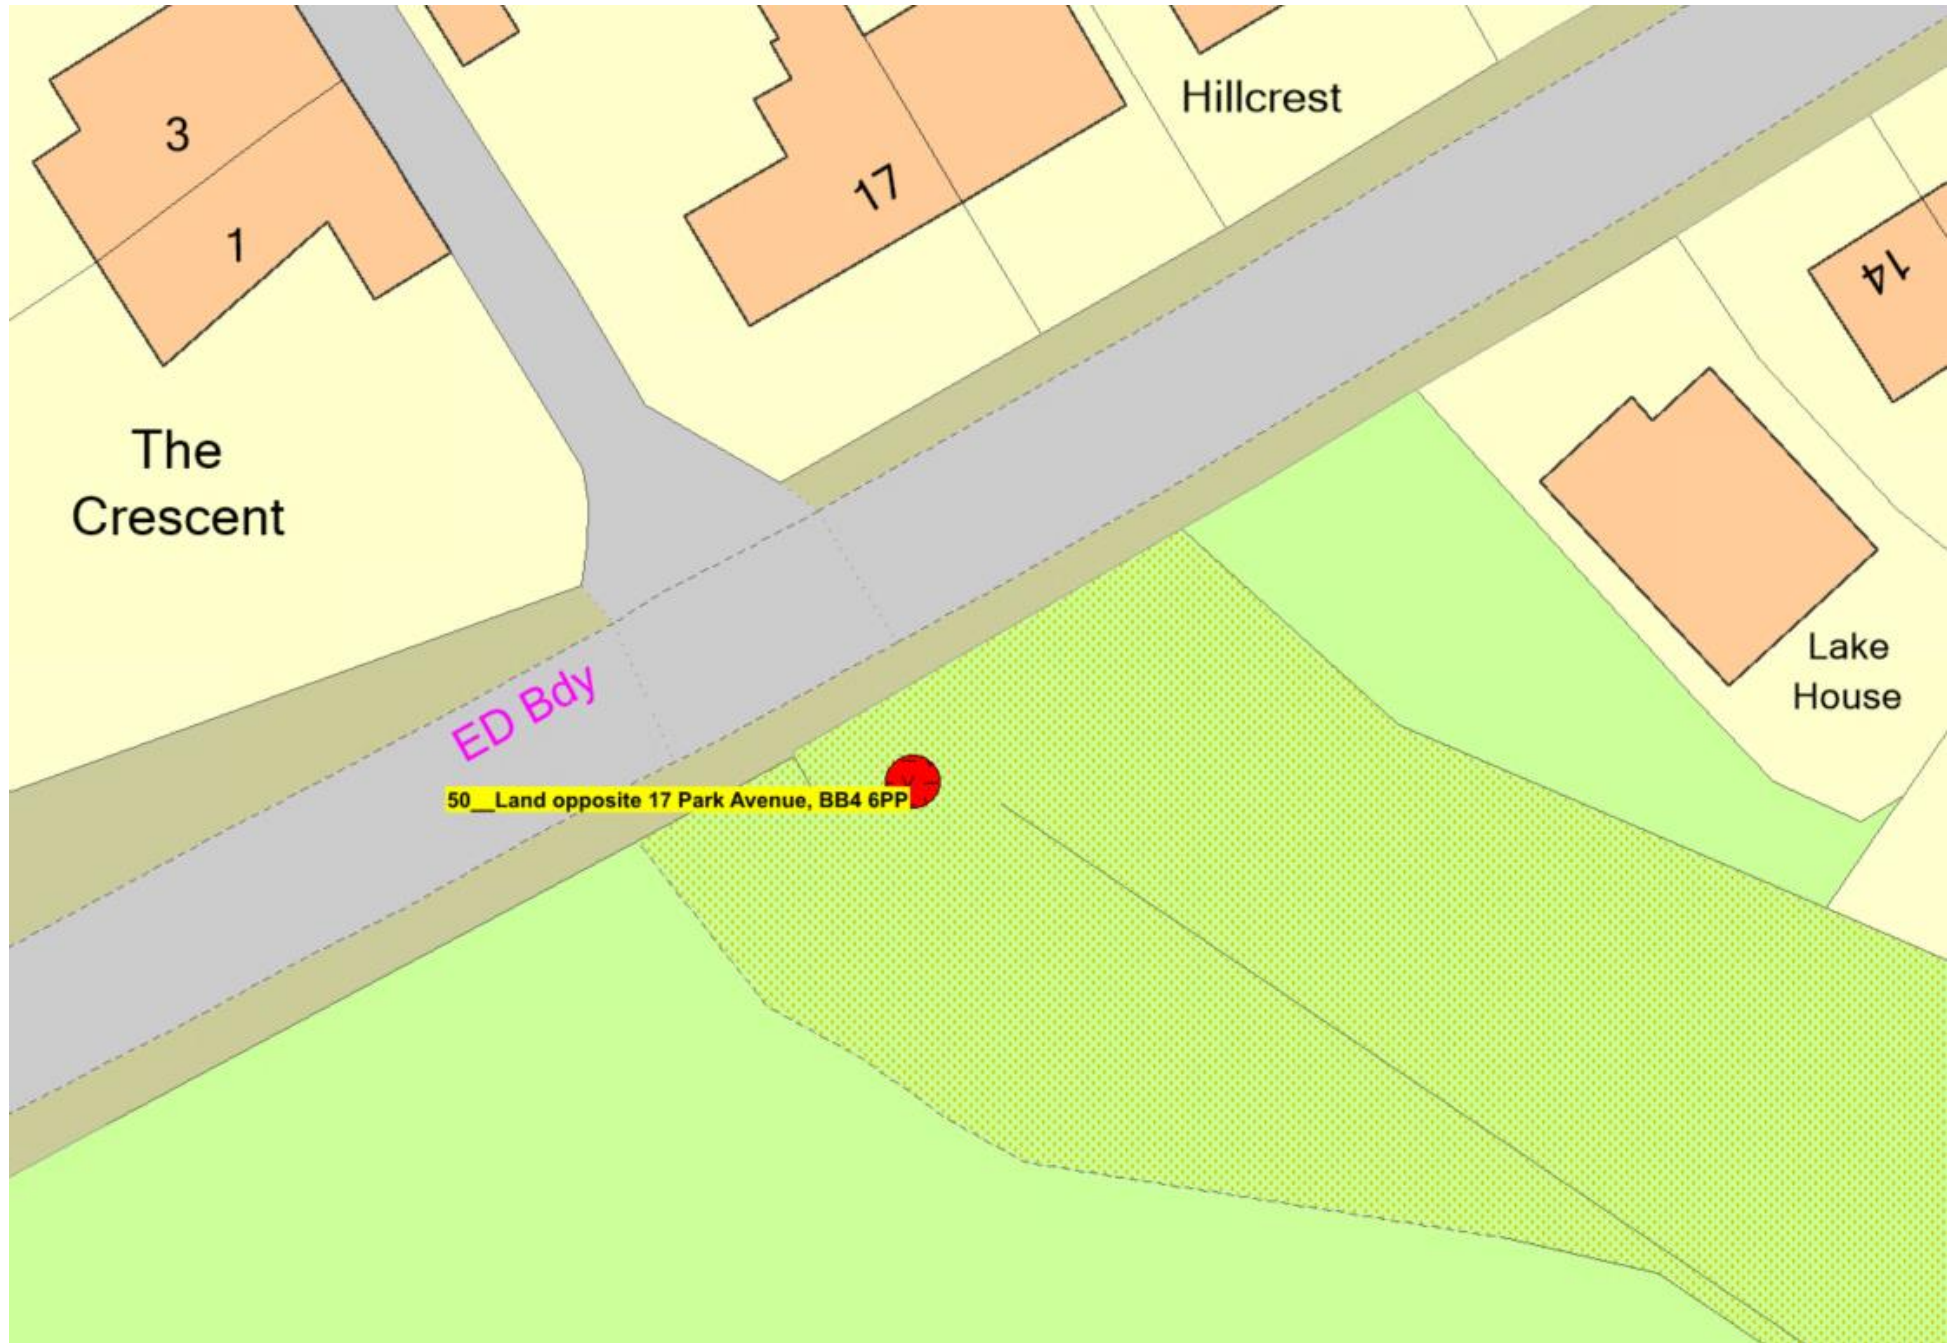 Hillcrest
3
17
1
14
The
Crescent
Lake
House
ED Bdy
50__Land opposite 17 Park Avenue, BB4 6PP